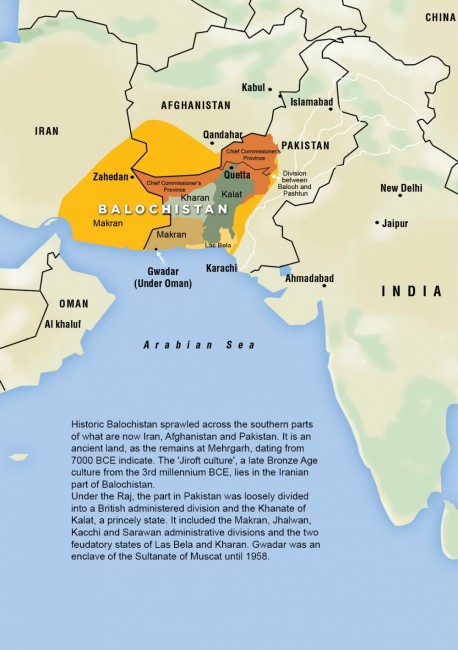 CHINA
Kabul
Islamabad
AFGHANISTAN
IRAN
Qandahar
PAKISTAN
Chief Commissioner's
Province
Quetta
Division
between
Baloch and
Pashtun
Zahedan
Chief Commissioner's
Province
Kharan
Kalat
New Delhi
BALOCHISTAN
Makran
Jaipur
Makran
Las Bela
Gwadar
(Under Oman)
Karachi
Ahmadabad
INDIA
OMAN
Al khaluf
Arabian Sea
Historic Balochistan sprawled across the southern parts
of what are now Iran, Afghanistan and Pakistan. It is an
ancient land, as the remains at Mehrgarh, dating from
7000 BCE indicate. The 'Jiroft culture', a late Bronze Age
culture from the 3rd millennium BCE, lies in the Iranian
part of Balochistan.
Under the Raj, the part in Pakistan was loosely divided
into a British administered division and the Khanate of
Kalat, a princely state. It included the Makran, Jhalwan,
Kacchi and Sarawan administrative divisions and the two
feudatory states of Las Bela and Kharan. Gwadar was an
enclave of the Sultanate of Muscat until 1958.